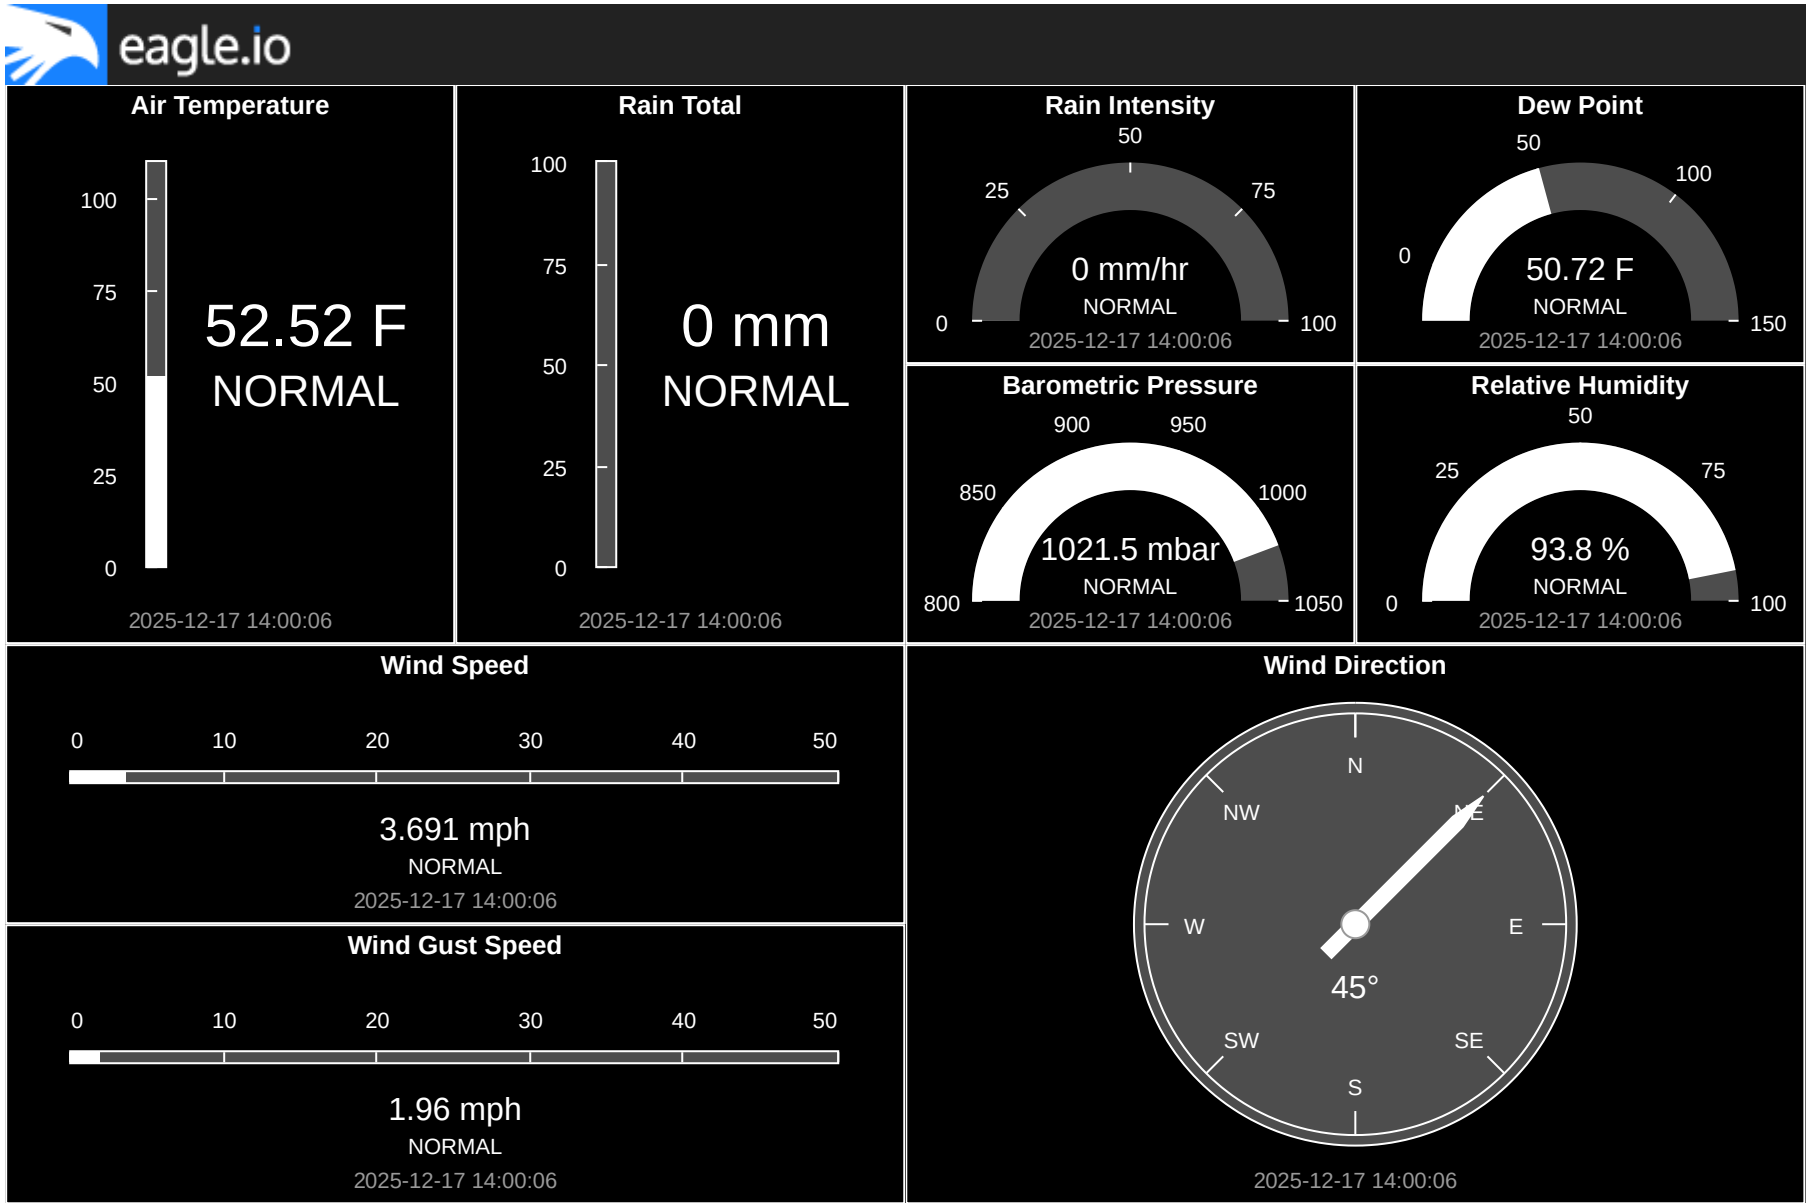 eagle.io
Air Temperature
100
75
50
25
0
52.52 F
NORMAL
2025-12-17 14:00:06
Rain Total
100
75
50
25
0
0 mm
NORMAL
2025-12-17 14:00:06
Rain Intensity
50
25
75
0
100
0 mm/hr
NORMAL
2025-12-17 14:00:06
Dew Point
50
100
0
150
50.72 F
NORMAL
2025-12-17 14:00:06
Barometric Pressure
900
950
850
1000
800
1050
1021.5 mbar
NORMAL
2025-12-17 14:00:06
Relative Humidity
50
25
75
0
100
93.8 %
NORMAL
2025-12-17 14:00:06
Wind Speed
0 10 20 30 40 50
3.691 mph
NORMAL
2025-12-17 14:00:06
Wind Gust Speed
0 10 20 30 40 50
1.96 mph
NORMAL
2025-12-17 14:00:06
Wind Direction
N
NW
NE
W
E
45°
SW
SE
S
2025-12-17 14:00:06